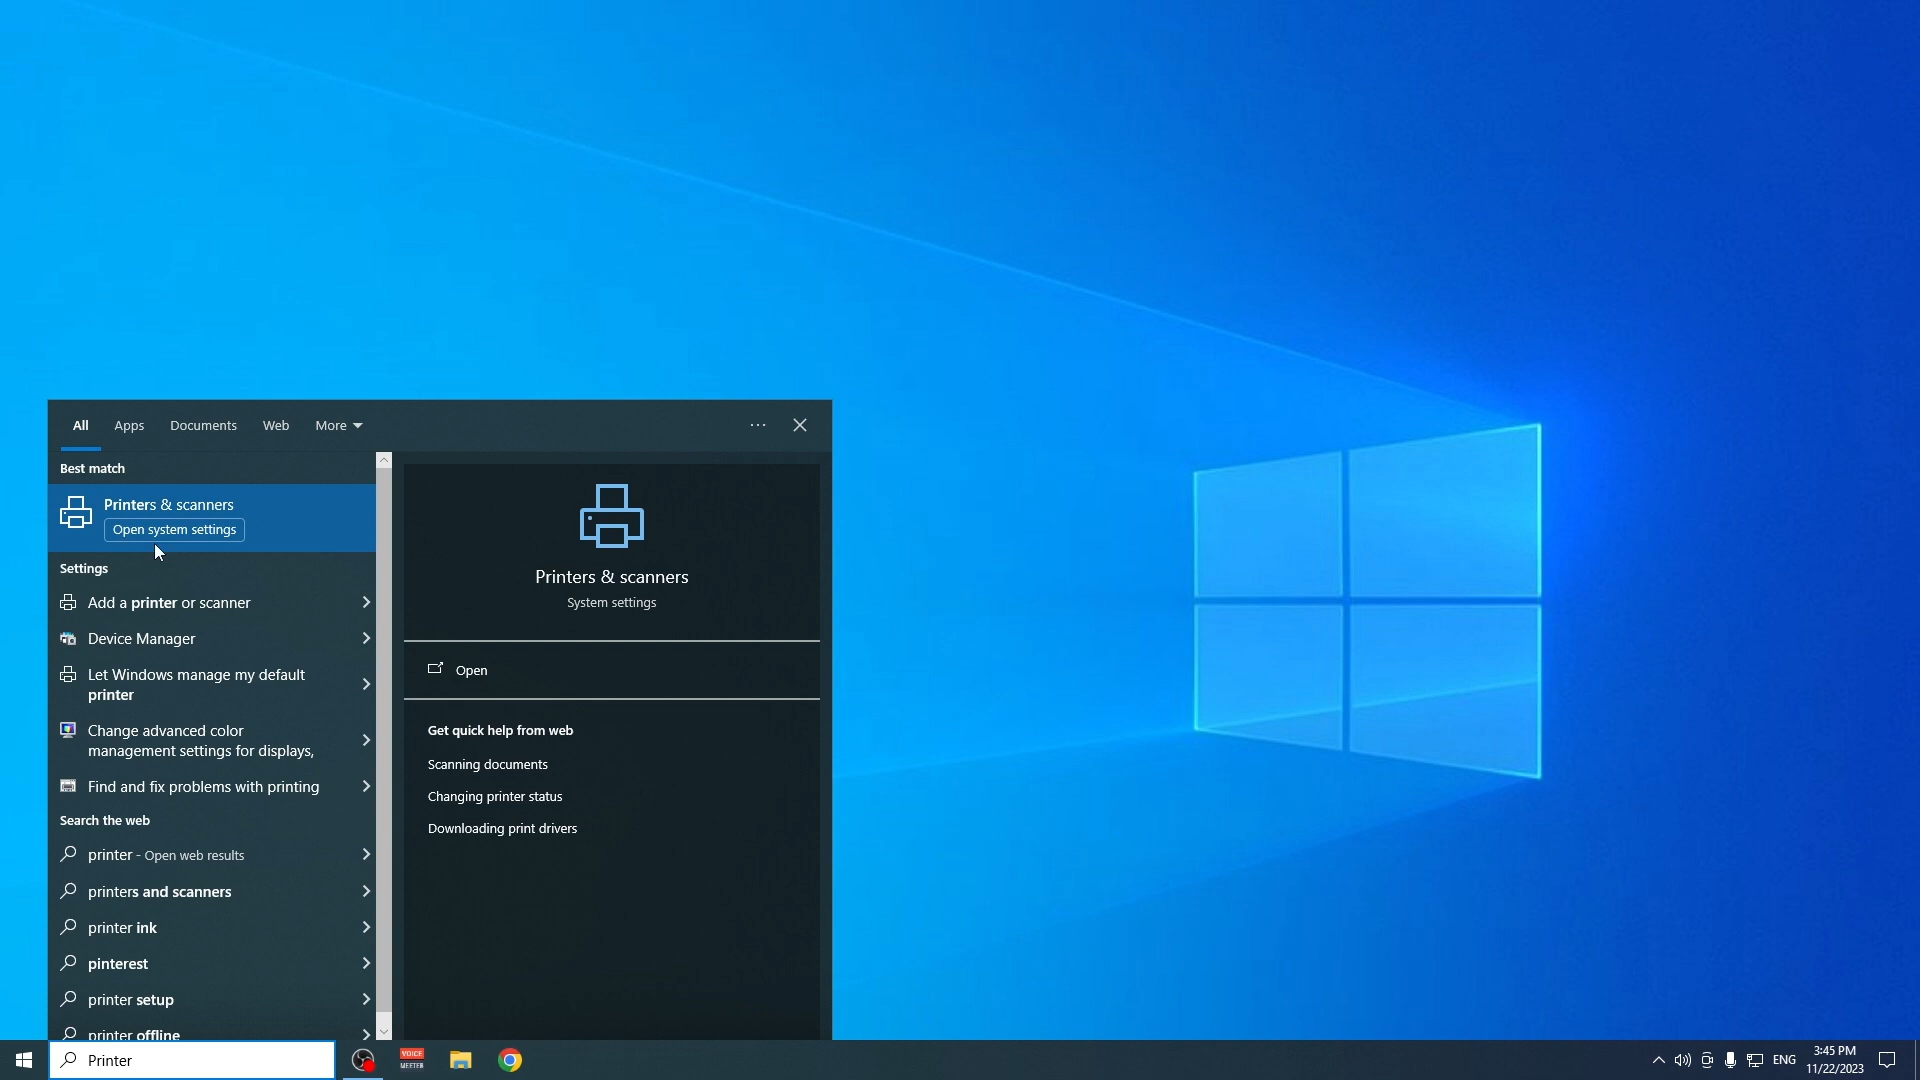 All Apps Documents Web More
Best match
Printers & scanners
Open system settings
Settings
Add a printer or scanner
Device Manager
Let Windows manage my default
printer
Change advanced color
management settings for displays,
Find and fix problems with printing
Search the web
printer - Open web results
printers and scanners
printer ink
pinterest
printer setup
printer offline
Printers & scanners
System settings
Open
Get quick help from web
Scanning documents
Changing printer status
Downloading print drivers
Printer
VOICE
MEETER
ENG
3:45 PM
11/22/2023